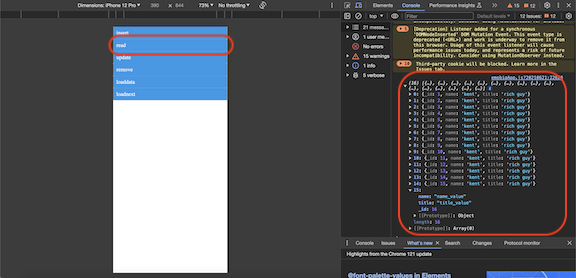 Dimensions: iPhone 12 Pro ▾ 390 × 844 73% ▾ No throttling ▾
insert
read
update
remove
loaddata
loadnext
Elements Console Performance insights »
15 12
top ▾ Filter Default levels ▾ 12 Issues: 12
21 messa...
No errors
15 warnings
1 info
5 verbose
[Deprecation] Listener added for a synchronous
'DOMNodeInserted' DOM Mutation Event. This event type is
deprecated (<URL>) and work is underway to remove it from
this browser. Usage of this event listener will cause
performance issues today, and represents a risk of future
incompatibility. Consider using MutationObserver instead.
Third-party cookie will be blocked. Learn more in the
Issues tab.
(16) [{…}, {…}, {…}, {…}, {…}, {…}, {…}, {…},
{…}, {…}, {…}, {…}, {…}, {…}, {…}, {…}]
0: {_id: 1, name: 'kent', title: 'rich guy'}
1: {_id: 2, name: 'kent', title: 'rich guy'}
2: {_id: 3, name: 'kent', title: 'rich guy'}
3: {_id: 4, name: 'kent', title: 'rich guy'}
4: {_id: 5, name: 'kent', title: 'rich guy'}
5: {_id: 6, name: 'kent', title: 'rich guy'}
6: {_id: 7, name: 'kent', title: 'rich guy'}
7: {_id: 8, name: 'kent', title: 'rich guy'}
8: {_id: 9, name: 'kent', title: 'rich guy'}
9: {_id: 10, name: 'kent', title: 'rich guy'}
10: {_id: 11, name: 'kent', title: 'rich guy'}
11: {_id: 12, name: 'kent', title: 'rich guy'}
12: {_id: 13, name: 'kent', title: 'rich guy'}
13: {_id: 14, name: 'kent', title: 'rich guy'}
14: {_id: 15, name: 'kent', title: 'rich guy'}
15:
name: "name_value"
title: "title_value"
_id: 16
[[Prototype]]: Object
length: 16
[[Prototype]]: Array(0)
Console Issues What's new Search Changes Protocol monitor
Highlights from the Chrome 121 update
@font-palette-values in Elements